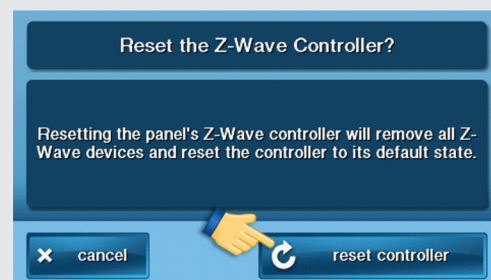 Reset the Z-Wave Controller?
Resetting the panel's Z-Wave controller will remove all Z-
Wave devices and reset the controller to its default state.
cancel
reset controller